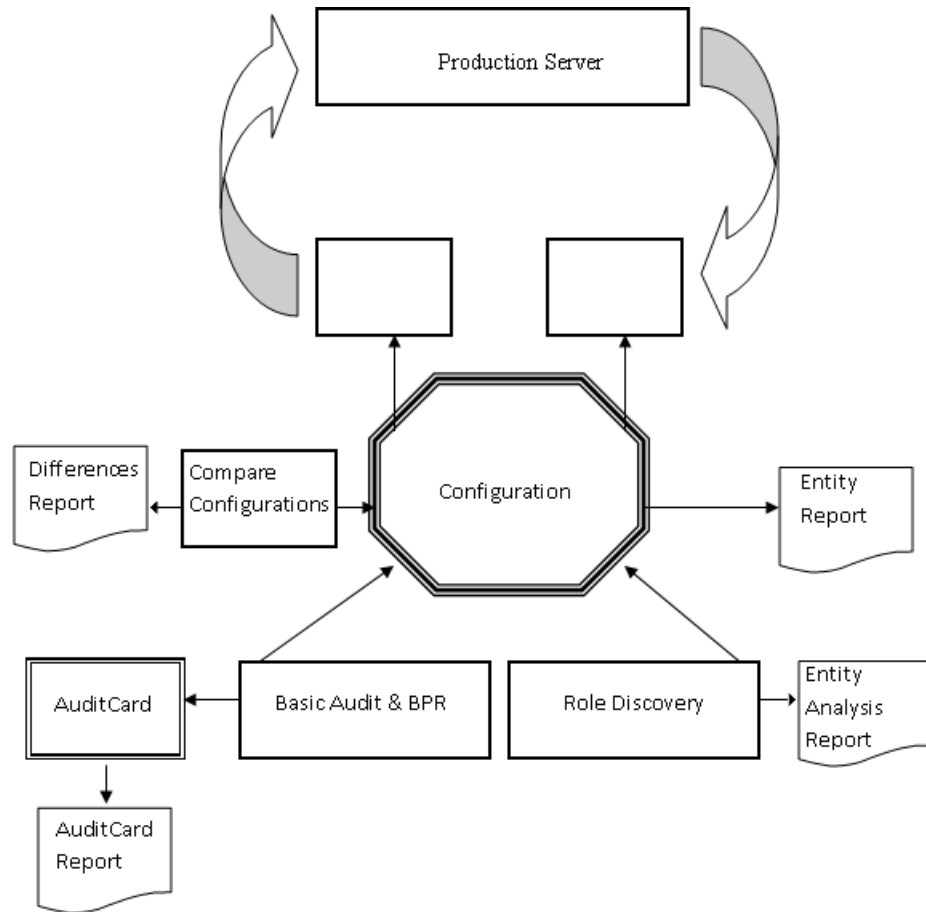 Production Server
Differences
Report
Compare
Configurations
Configuration
Entity
Report
AuditCard
Basic Audit & BPR
Role Discovery
Entity
Analysis
Report
AuditCard
Report